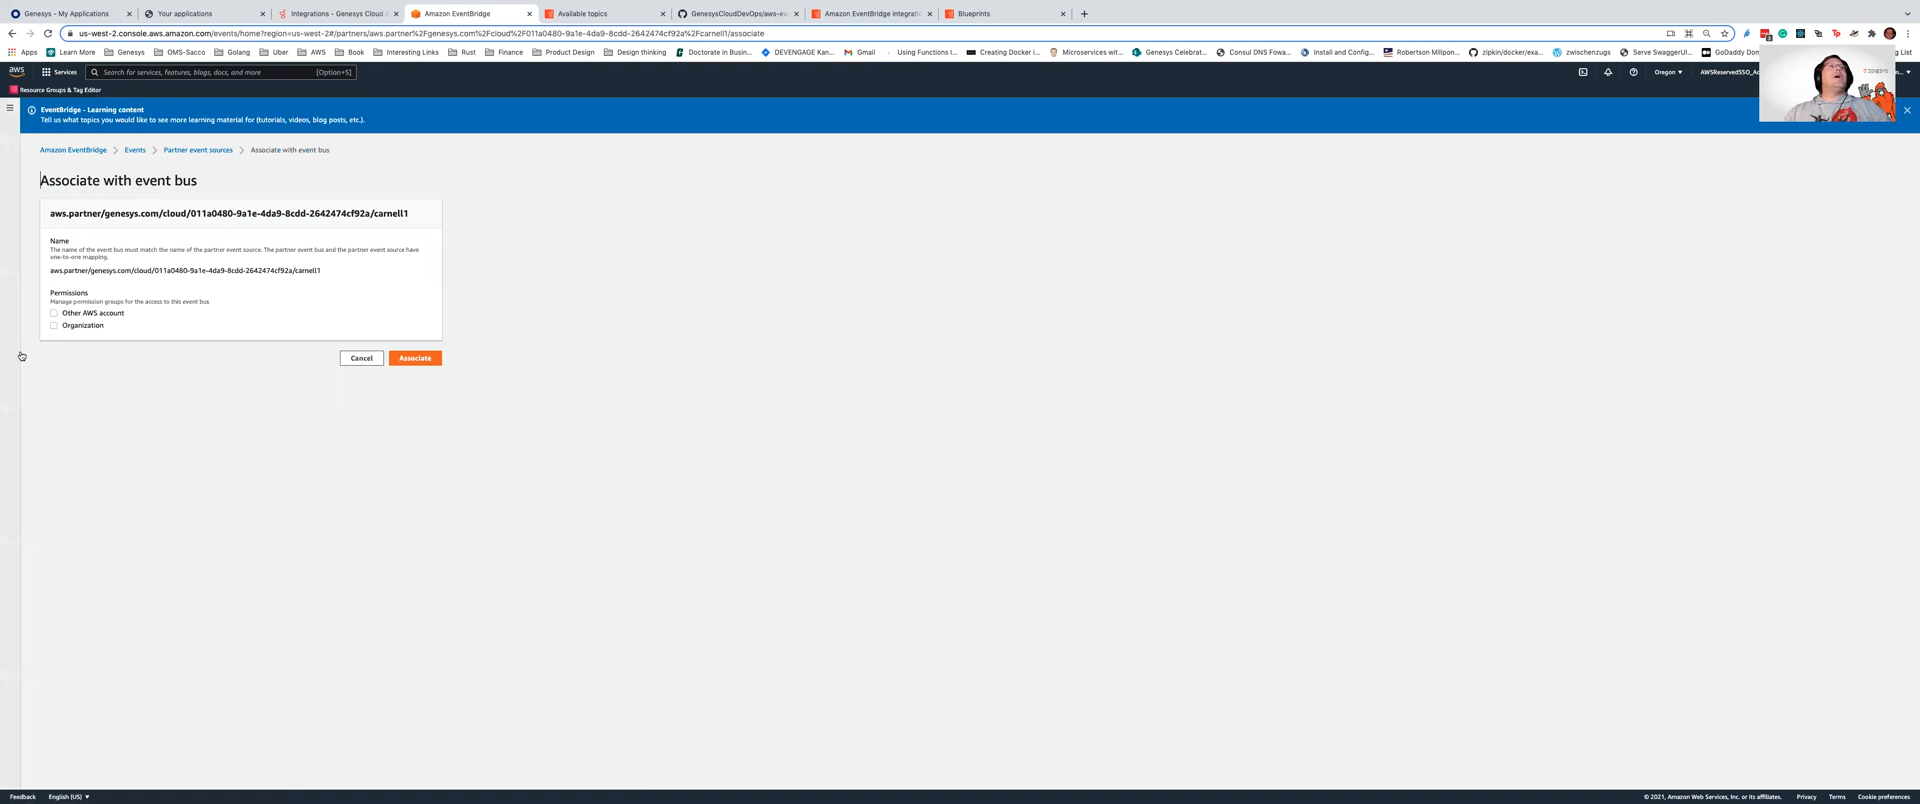 Genesys - My Applications
Your applications
Integrations - Genesys Cloud A
Amazon EventBridge
Available topics
GenesysCloudDevOps/aws-ev
Amazon EventBridge integratio
Blueprints
us-west-2.console.aws.amazon.com/events/home?region=us-west-2#/partners/aws.partner%2Fgenesys.com%2Fcloud%2F011a0480-9a1e-4da9-8cdd-2642474cf92a%2Fcarnell1/associate
Apps Learn More Genesys OMS-Sacco Golang Uber AWS Book Interesting Links Rust Finance Product Design Design thinking Doctorate in Busin... DEVENGAGE Kan... Gmail Using Functions I... Creating Docker i... Microservices wit... Genesys Celebrat... Consul DNS Fowa... Install and Config... Robertson Millpon... zipkin/docker/exa... zwischenzugs Serve SwaggerUI... GoDaddy Don
aws Services Search for services, features, blogs, docs, and more [Option+S] Oregon AWSReservedSSO_Ac
Resource Groups & Tag Editor
EventBridge - Learning content
Tell us what topics you would like to see more learning material for (tutorials, videos, blog posts, etc.).
Amazon EventBridge Events Partner event sources Associate with event bus
Associate with event bus
aws.partner/genesys.com/cloud/011a0480-9a1e-4da9-8cdd-2642474cf92a/carnell1
Name
The name of the event bus must match the name of the partner event source. The partner event bus and the partner event source have
one-to-one mapping.
aws.partner/genesys.com/cloud/011a0480-9a1e-4da9-8cdd-2642474cf92a/carnell1
Permissions
Manage permission groups for the access to this event bus
Other AWS account
Organization
Cancel Associate
Feedback English (US) © 2021, Amazon Web Services, Inc. or its affiliates. Privacy Terms Cookie preferences